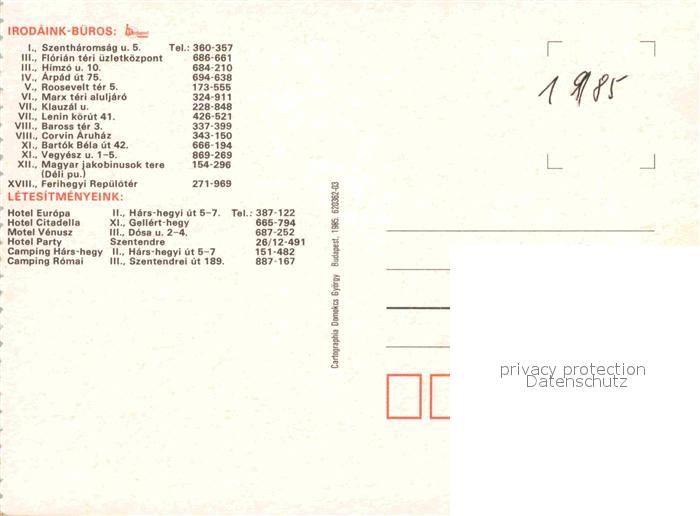 IRODÁINK-BÜROS:
I., Szentháromság u. 5. Tel.: 360-357
III., Flórián téri üzletközpont 686-661
III., Hímző u. 10. 684-210
IV., Árpád út 75. 694-638
V., Roosevelt tér 5. 173-555
VI., Marx téri aluljáró 324-911
VII., Klauzál u. 228-848
VII., Lenin körút 41. 426-521
VIII., Baross tér 3. 337-399
VIII., Corvin Áruház 343-150
XI., Bartók Béla út 42. 666-194
XI., Vegyész u. 1-5. 869-269
XII., Magyar jakobinusok tere 154-296
(Déli pu.)
XVIII., Ferihegyi Repülőtér 271-969
LÉTESÍTMÉNYEINK:
Hotel Európa II., Hárs-hegyi út 5-7. Tel.: 387-122
Hotel Citadella XI., Gellért-hegy 665-794
Motel Vénusz III., Dósa u. 2-4. 687-252
Hotel Party Szentendre 26/12-491
Camping Hárs-hegy II., Hárs-hegyi út 5-7 151-482
Camping Római III., Szentendrei út 189. 887-167
Cartographia Domokcs György Budapest, 1985. 620362-03
1985
privacy protection
Datenschutz